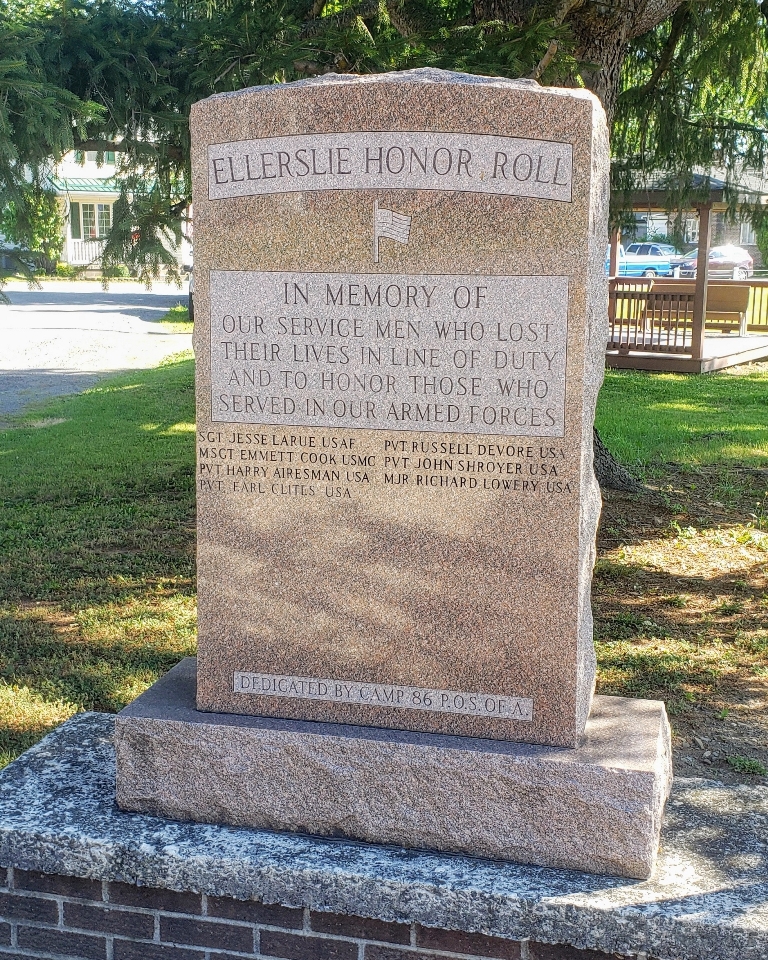 ELLERSLIE HONOR ROLL
IN MEMORY OF
OUR SERVICE MEN WHO LOST
THEIR LIVES IN LINE OF DUTY
AND TO HONOR THOSE WHO
SERVED IN OUR ARMED FORCES
SGT JESSE LARUE USAF
MSGT EMMETT COOK USMC
PVT HARRY AIRESMAN USA
PVT. EARL CLITES USA
PVT RUSSELL DEVORE USA
PVT JOHN SHROYER USA
MJR RICHARD LOWERY USA
DEDICATED BY CAMP 86 P.O.S. OF A.